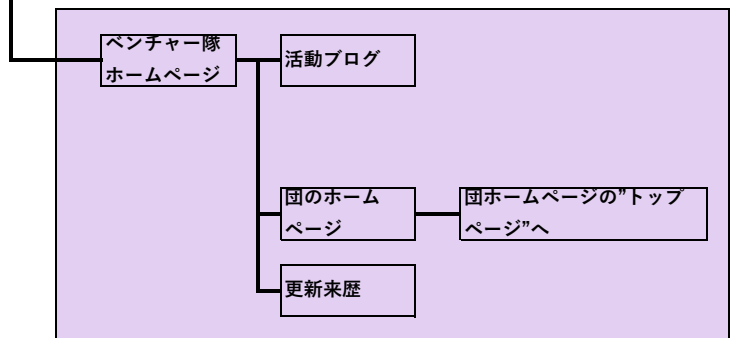 ベンチャー隊
ホームページ
活動ブログ
団のホーム
ページ
団ホームページの”トップ
ページ”へ
更新来歴